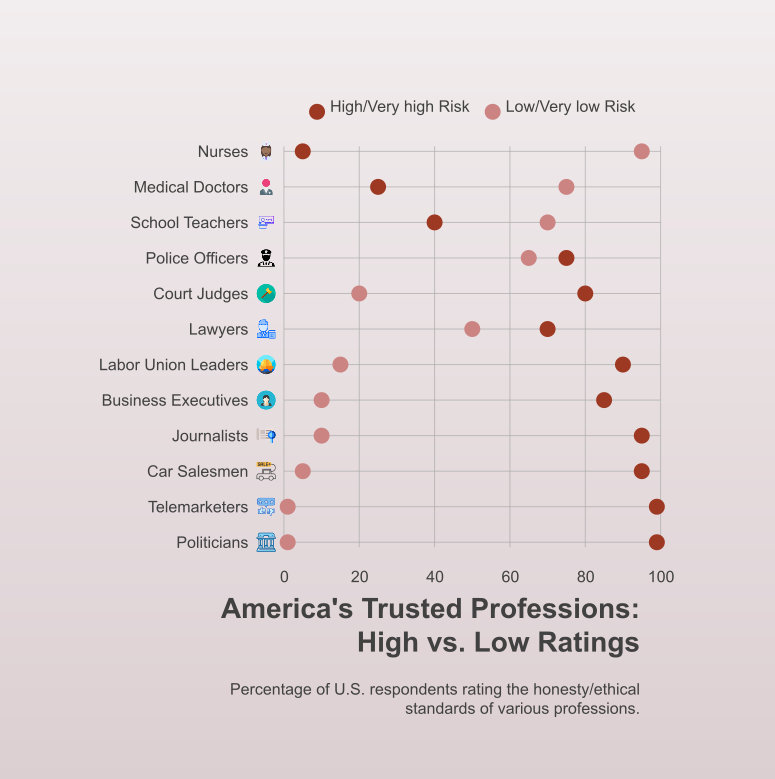 High/Very high Risk
Low/Very low Risk
Nurses
Medical Doctors
School Teachers
Police Officers
Court Judges
Lawyers
Labor Union Leaders
Business Executives
Journalists
Car Salesmen
Telemarketers
Politicians
0 20 40 60 80 100
America's Trusted Professions:
High vs. Low Ratings
Percentage of U.S. respondents rating the honesty/ethical
standards of various professions.